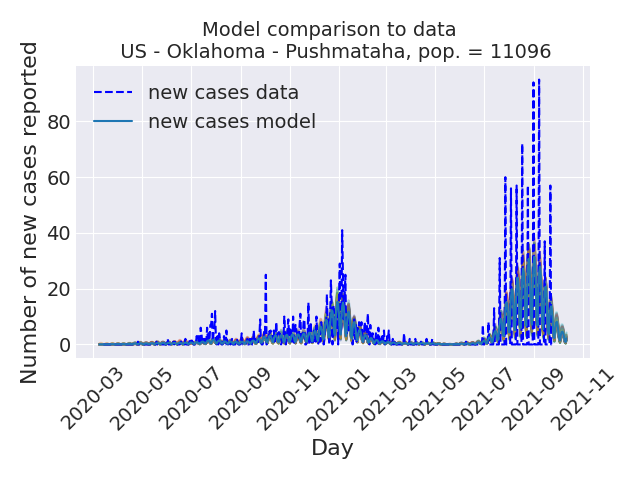 Model comparison to data
US - Oklahoma - Pushmataha, pop. = 11096
Number of new cases reported
new cases data
new cases model
80
60
40
20
0
2020-03
2020-05
2020-07
2020-09
2020-11
2021-01
2021-03
2021-05
2021-07
2021-09
2021-11
Day